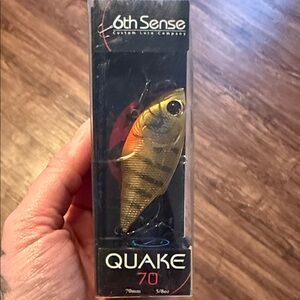 6th Sense
Custom Lure Company
QUAKE
70
70mm 5/8oz